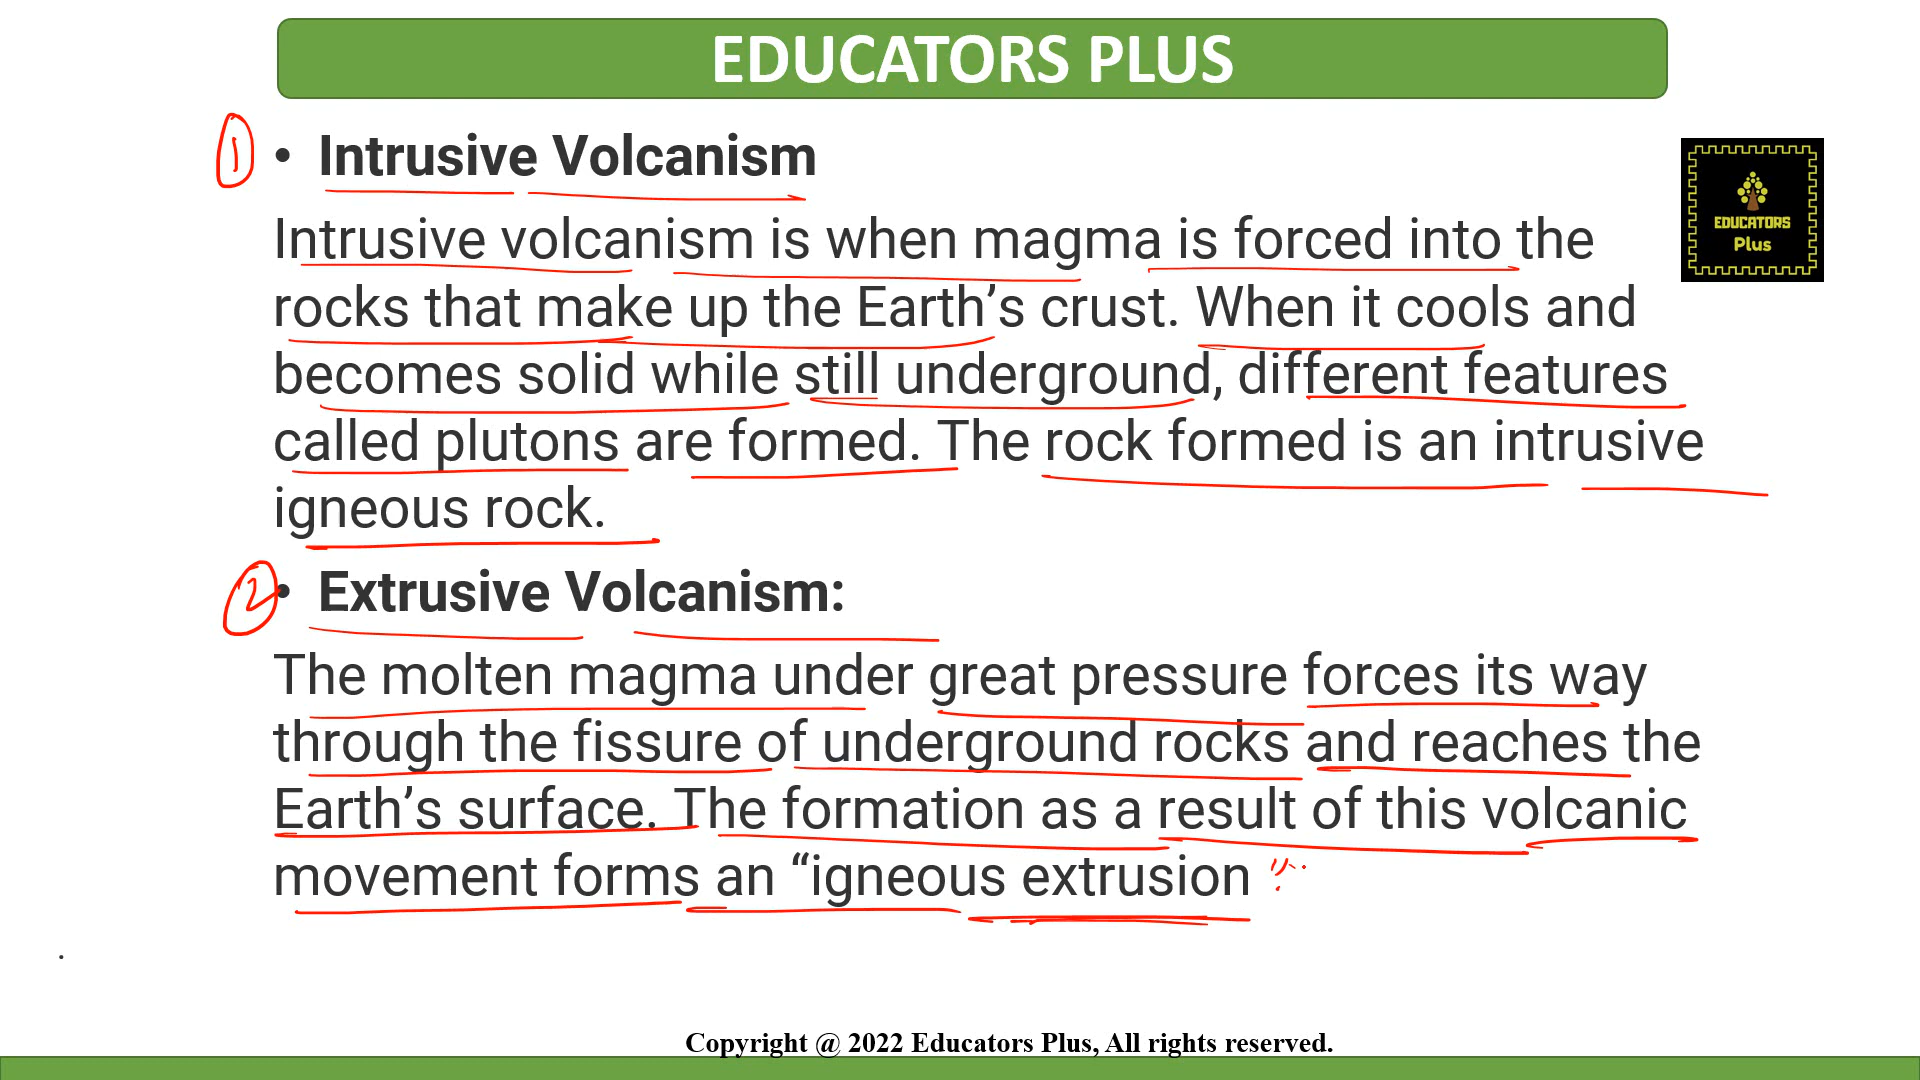 EDUCATORS PLUS
1
• Intrusive Volcanism
EDUCATORS
Plus
Intrusive volcanism is when magma is forced into the
rocks that make up the Earth’s crust. When it cools and
becomes solid while still underground, different features
called plutons are formed. The rock formed is an intrusive
igneous rock.
2
• Extrusive Volcanism:
The molten magma under great pressure forces its way
through the fissure of underground rocks and reaches the
Earth’s surface. The formation as a result of this volcanic
movement forms an “igneous extrusion ”
.
Copyright @ 2022 Educators Plus, All rights reserved.